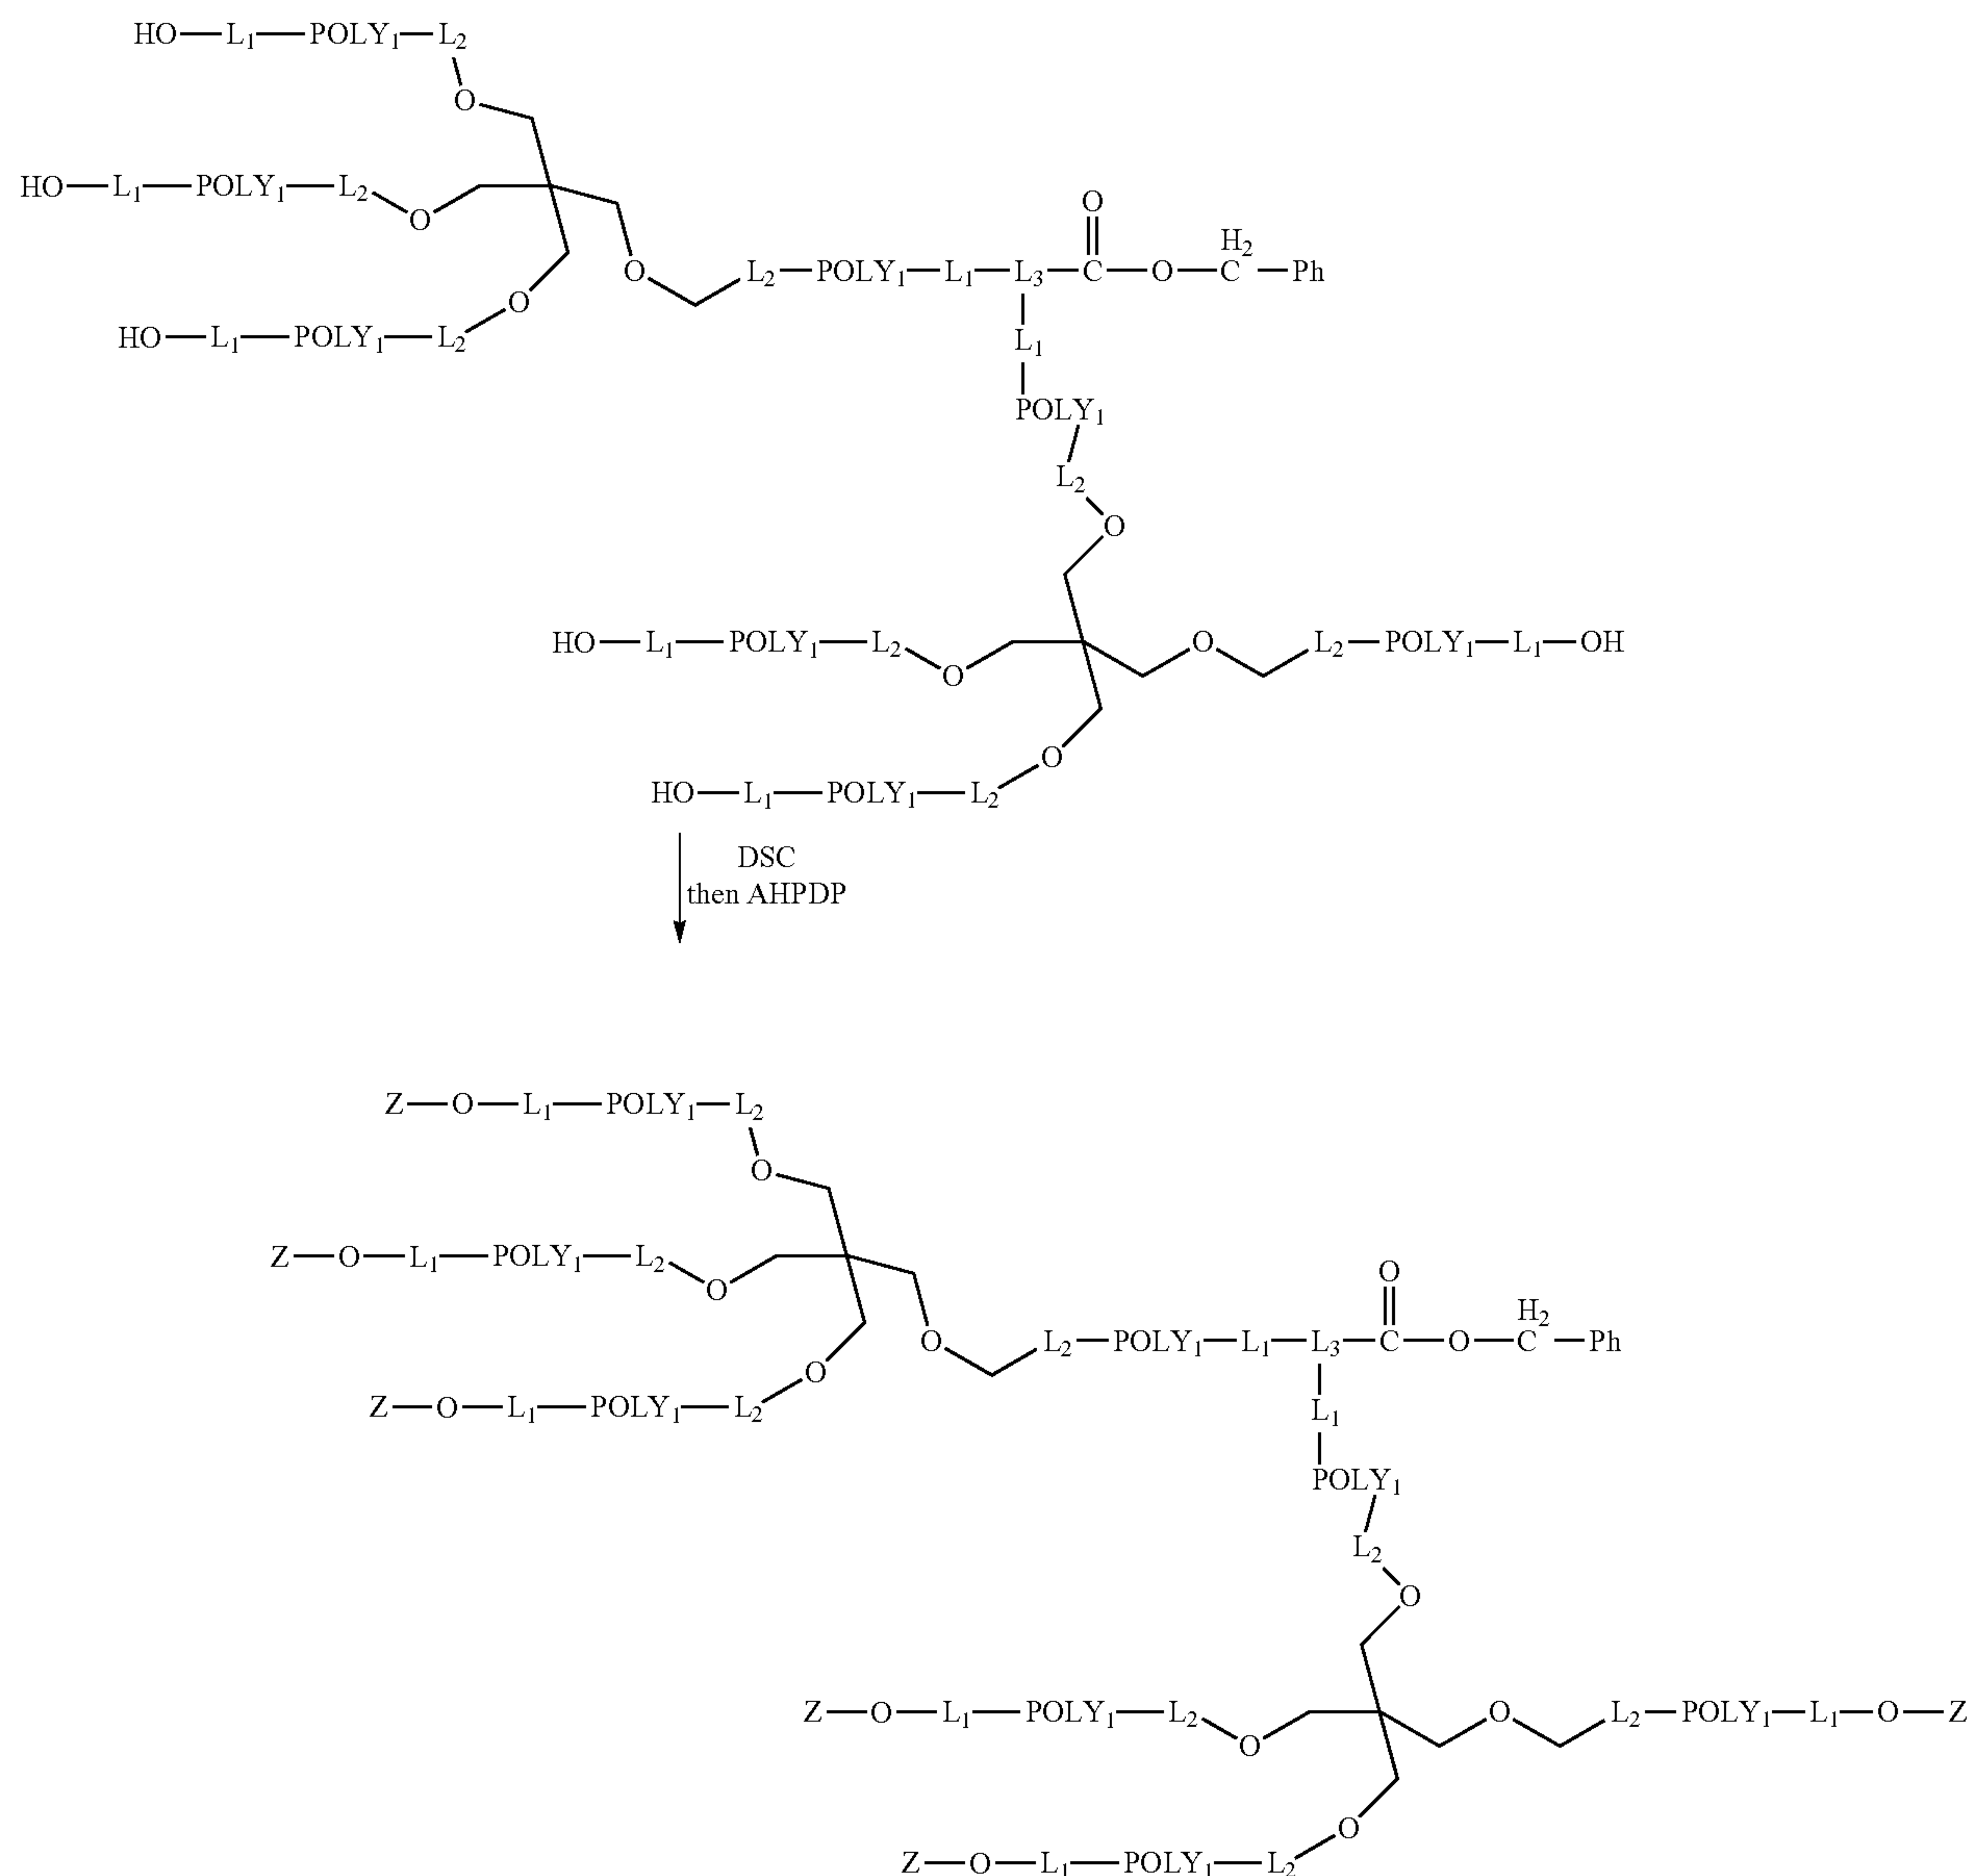 HO—L1—POLY1—L2
O
HO—L1—POLY1—L2
O
O
H2
O
L2—POLY1—L1—L3—C—O—C—Ph
O
HO—L1—POLY1—L2
L1
POLY1
L2
O
HO—L1—POLY1—L2
O
L2—POLY1—L1—OH
O
O
HO—L1—POLY1—L2
DSC
then AHPDP
Z—O—L1—POLY1—L2
O
Z—O—L1—POLY1—L2
O
O
H2
O
L2—POLY1—L1—L3—C—O—C—Ph
O
Z—O—L1—POLY1—L2
L1
POLY1
L2
O
Z—O—L1—POLY1—L2
O
L2—POLY1—L1—O—Z
O
O
Z—O—L1—POLY1—L2